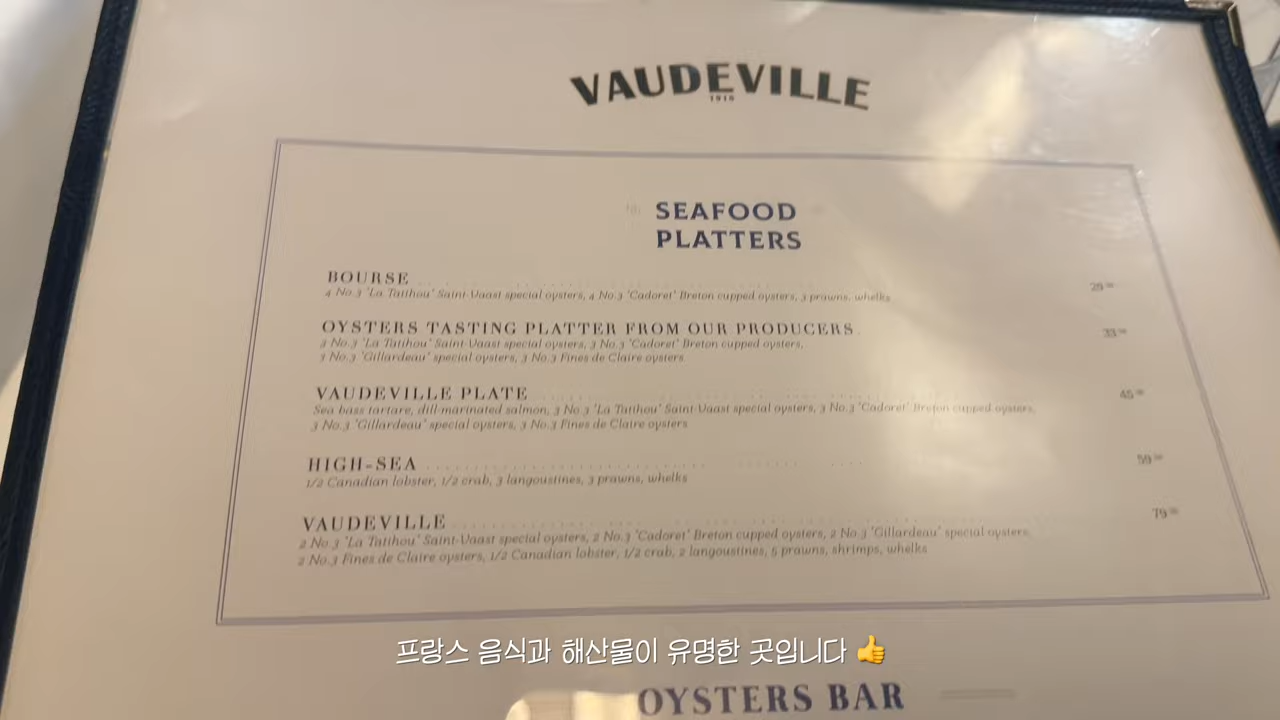 VAUDEVILLE
1918
SEAFOOD
PLATTERS
BOURSE
4 No.3 'La Tatihou' Saint-Vaast special oysters, 4 No.3 'Cadoret' Breton cupped oysters, 3 prawns, whelks
29
OYSTERS TASTING PLATTER FROM OUR PRODUCERS
33
3 No.3 'La Tatihou' Saint-Vaast special oysters, 3 No.3 'Cadoret' Breton cupped oysters,
3 No.3 'Gillardeau' special oysters, 3 No.3 Fines de Claire oysters
VAUDEVILLE PLATE
45
Sea bass tartare, dill-marinated salmon, 3 No.3 'La Tatihou' Saint-Vaast special oysters, 3 No.3 'Cadoret' Breton cupped oysters,
3 No.3 'Gillardeau' special oysters, 3 No.3 Fines de Claire oysters
HIGH-SEA
59
1/2 Canadian lobster, 1/2 crab, 3 langoustines, 3 prawns, whelks
VAUDEVILLE
79
2 No.3 'La Tatihou' Saint-Vaast special oysters, 2 No.3 'Cadoret' Breton cupped oysters, 2 No.3 'Gillardeau' special oysters,
2 No.3 Fines de Claire oysters, 1/2 Canadian lobster, 1/2 crab, 2 langoustines, 5 prawns, shrimps, whelks
프랑스 음식과 해산물이 유명한 곳입니다 👍
OYSTERS BAR